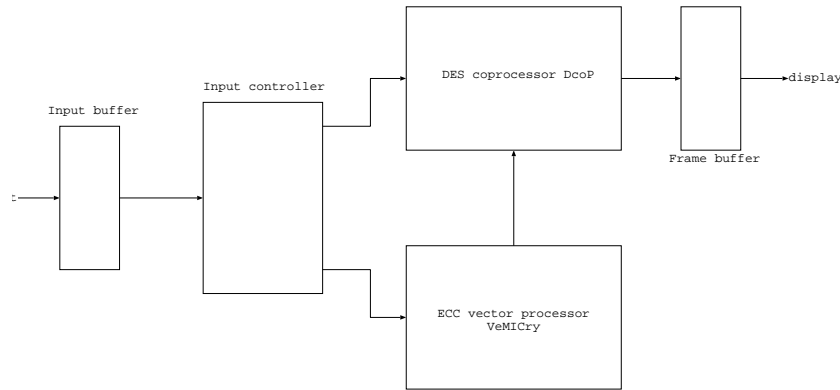 DES coprocessor DcoP
display
Input controller
Input buffer
Frame buffer
ECC vector processor
VeMICry